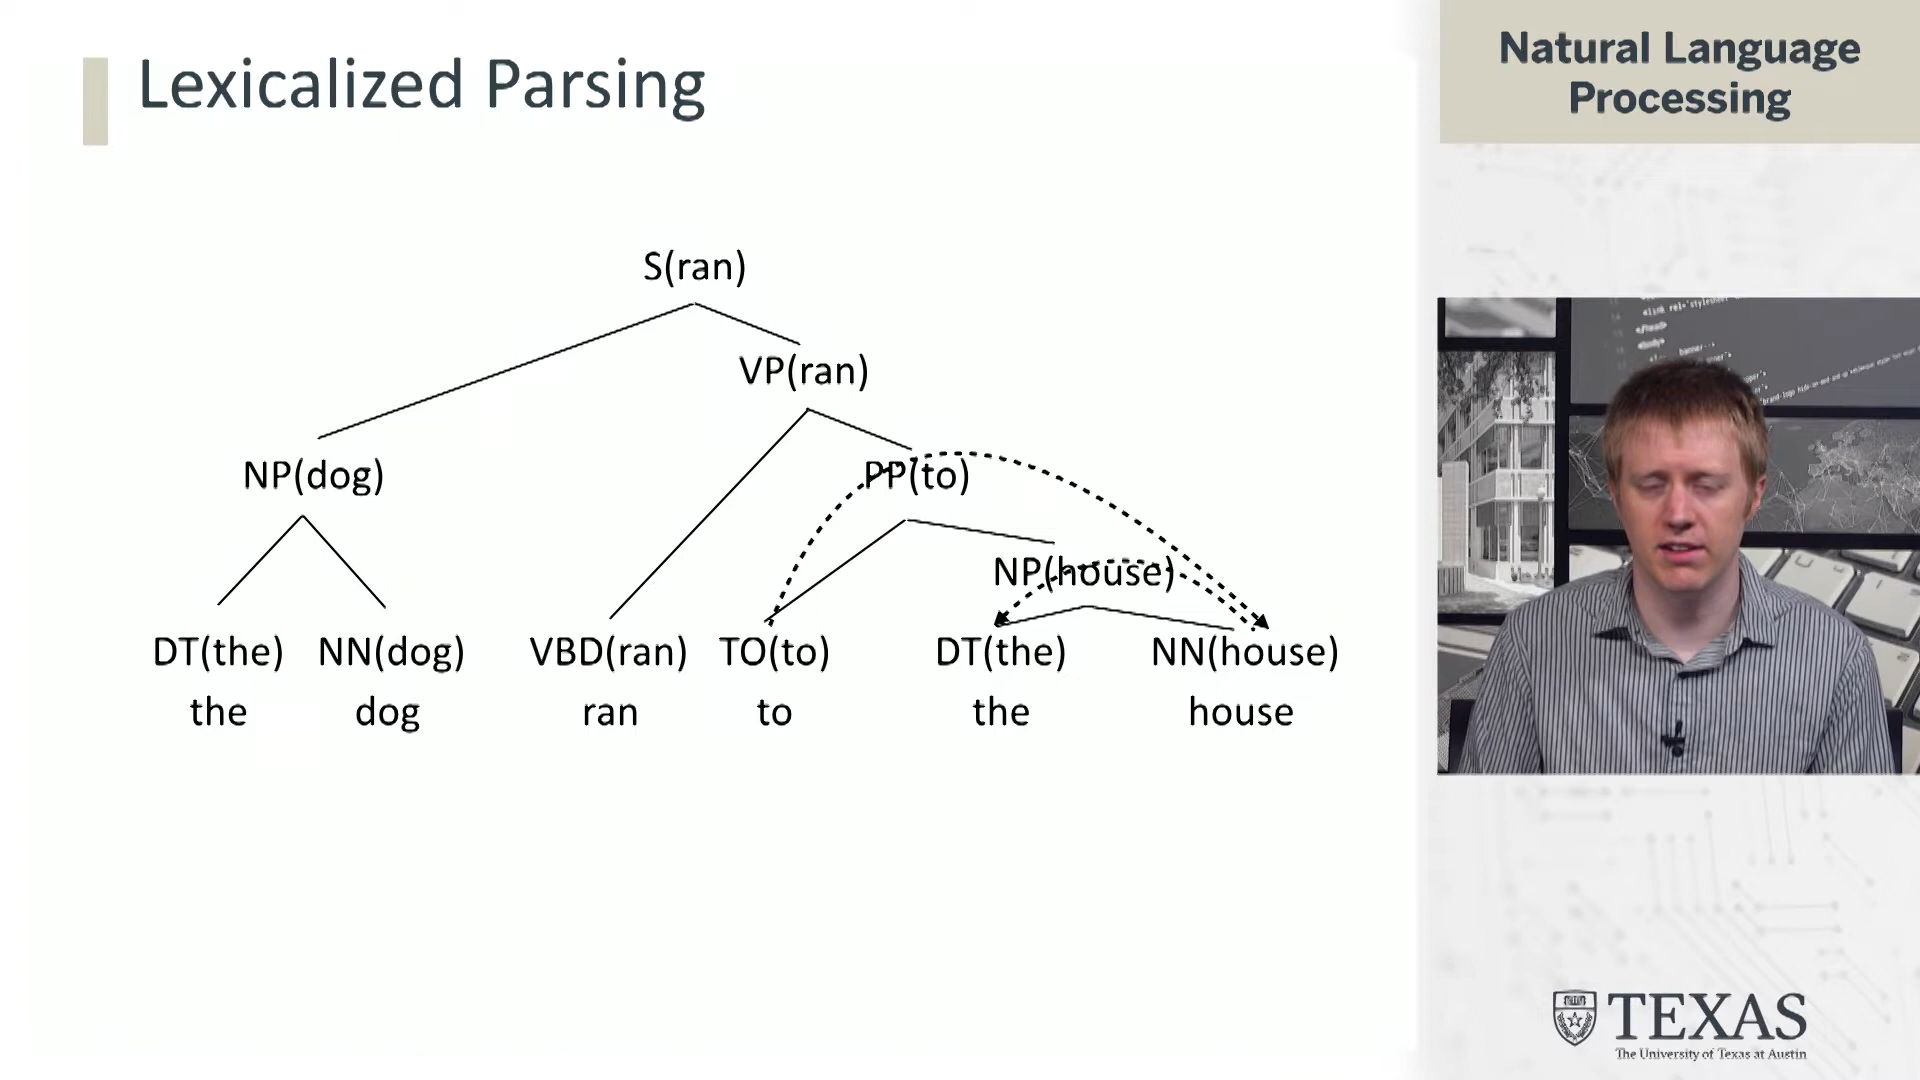 Lexicalized Parsing
Natural Language
Processing
S(ran)
VP(ran)
NP(dog)
PP(to)
NP(house)
DT(the) NN(dog) VBD(ran) TO(to) DT(the) NN(house)
the dog ran to the house
TEXAS
The University of Texas at Austin